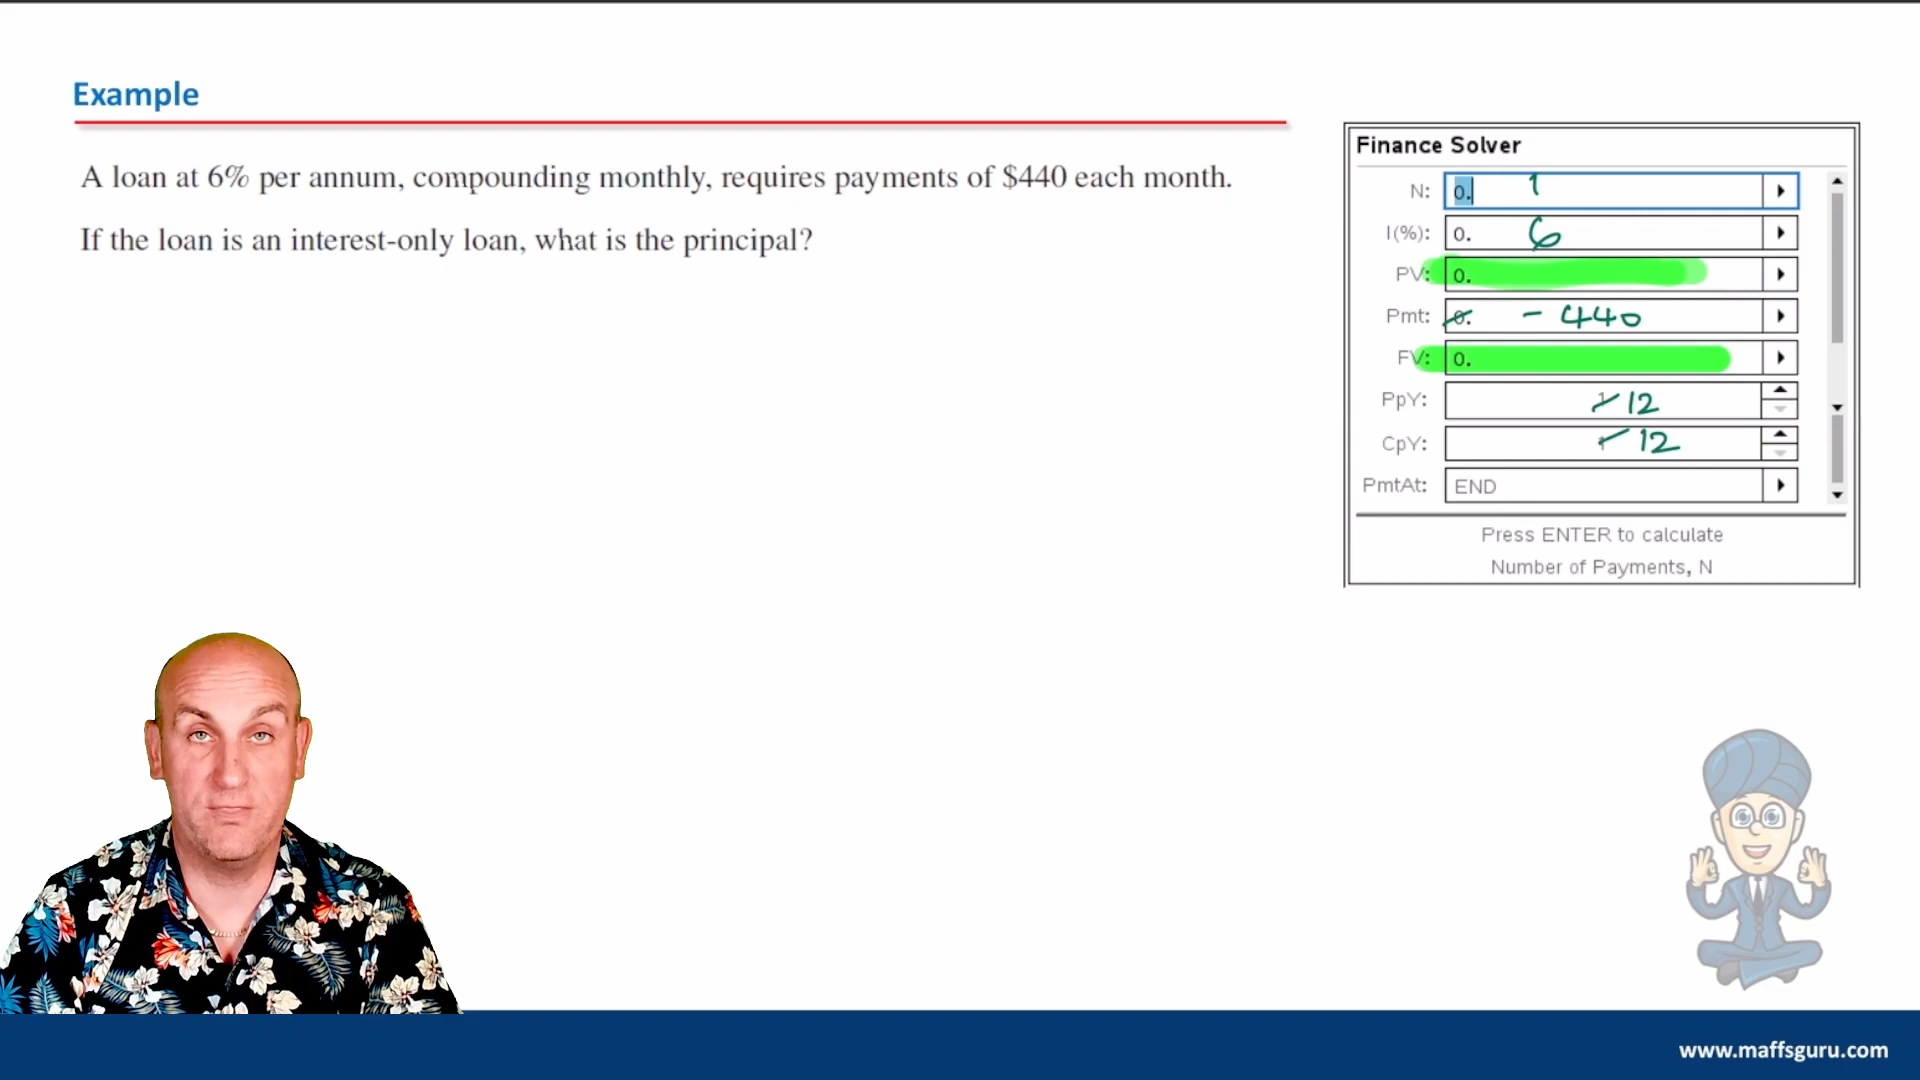 Example
A loan at 6% per annum, compounding monthly, requires payments of $440 each month.
If the loan is an interest-only loan, what is the principal?
Finance Solver
N: 0. 1
I(%): 0. 6
PV: 0.
Pmt: 0. - 440
FV: 0.
PpY: 1 12
CpY: 1 12
PmtAt: END
Press ENTER to calculate
Number of Payments, N
www.maffsguru.com